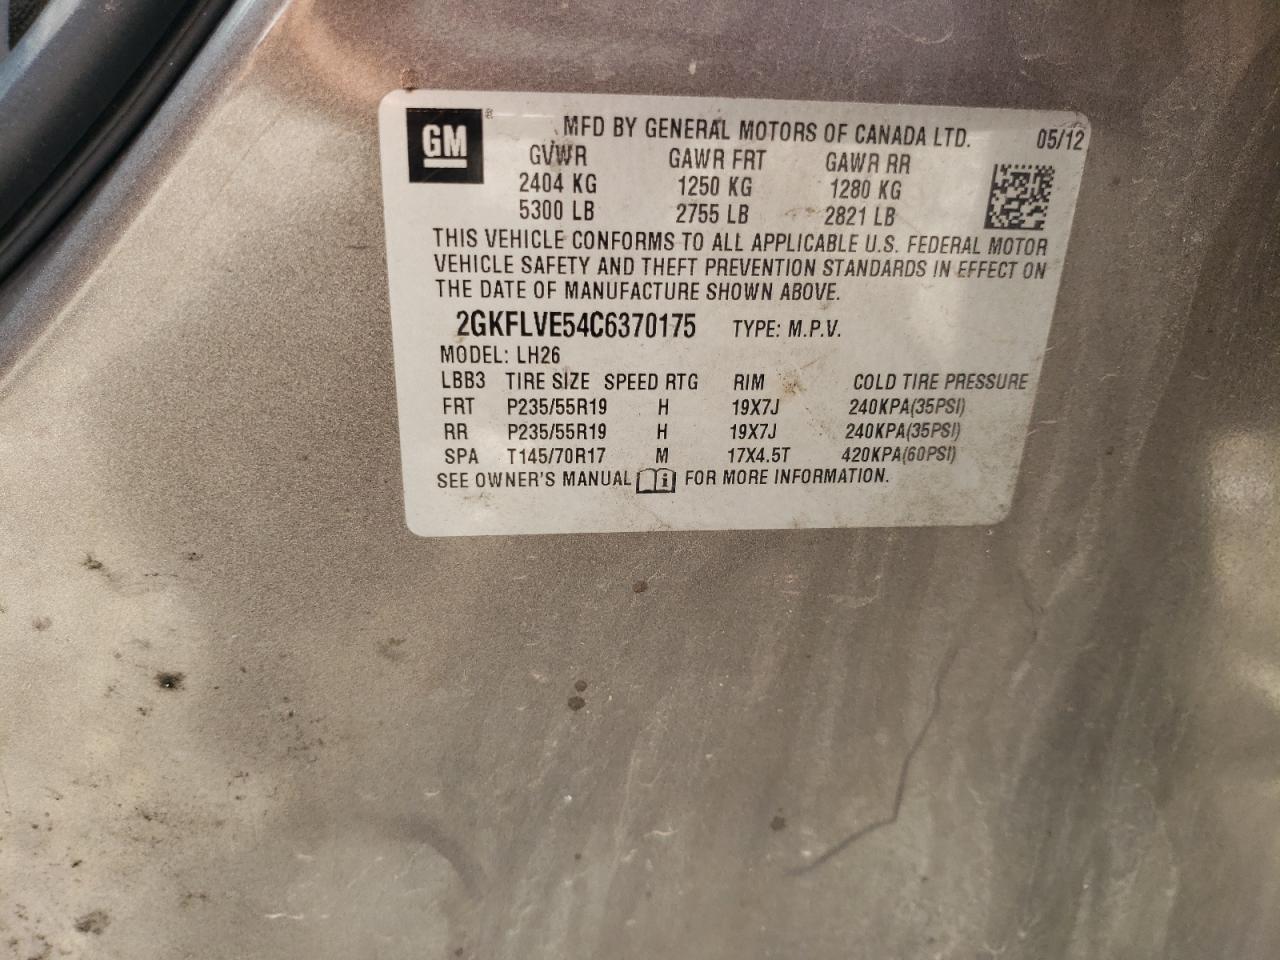 GM® MFD BY GENERAL MOTORS OF CANADA LTD. 05/12
GVWR GAWR FRT GAWR RR
2404 KG 1250 KG 1280 KG
5300 LB 2755 LB 2821 LB
THIS VEHICLE CONFORMS TO ALL APPLICABLE U.S. FEDERAL MOTOR
VEHICLE SAFETY AND THEFT PREVENTION STANDARDS IN EFFECT ON
THE DATE OF MANUFACTURE SHOWN ABOVE.
2GKFLVE54C6370175 TYPE: M.P.V.
MODEL: LH26
LBB3 TIRE SIZE SPEED RTG RIM COLD TIRE PRESSURE
FRT P235/55R19 H 19X7J 240KPA(35PSI)
RR P235/55R19 H 19X7J 240KPA(35PSI)
SPA T145/70R17 M 17X4.5T 420KPA(60PSI)
SEE OWNER'S MANUAL i FOR MORE INFORMATION.